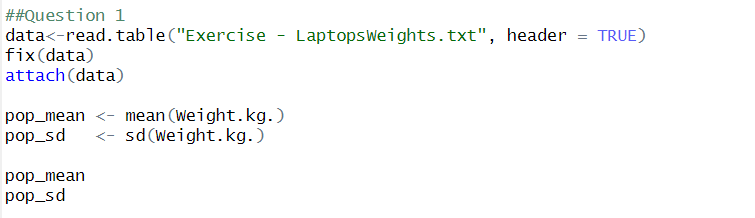 ##Question 1
data<-read.table("Exercise - LaptopsWeights.txt", header = TRUE)
fix(data)
attach(data)
pop_mean <- mean(Weight.kg.)
pop_sd   <- sd(Weight.kg.)
pop_mean
pop_sd